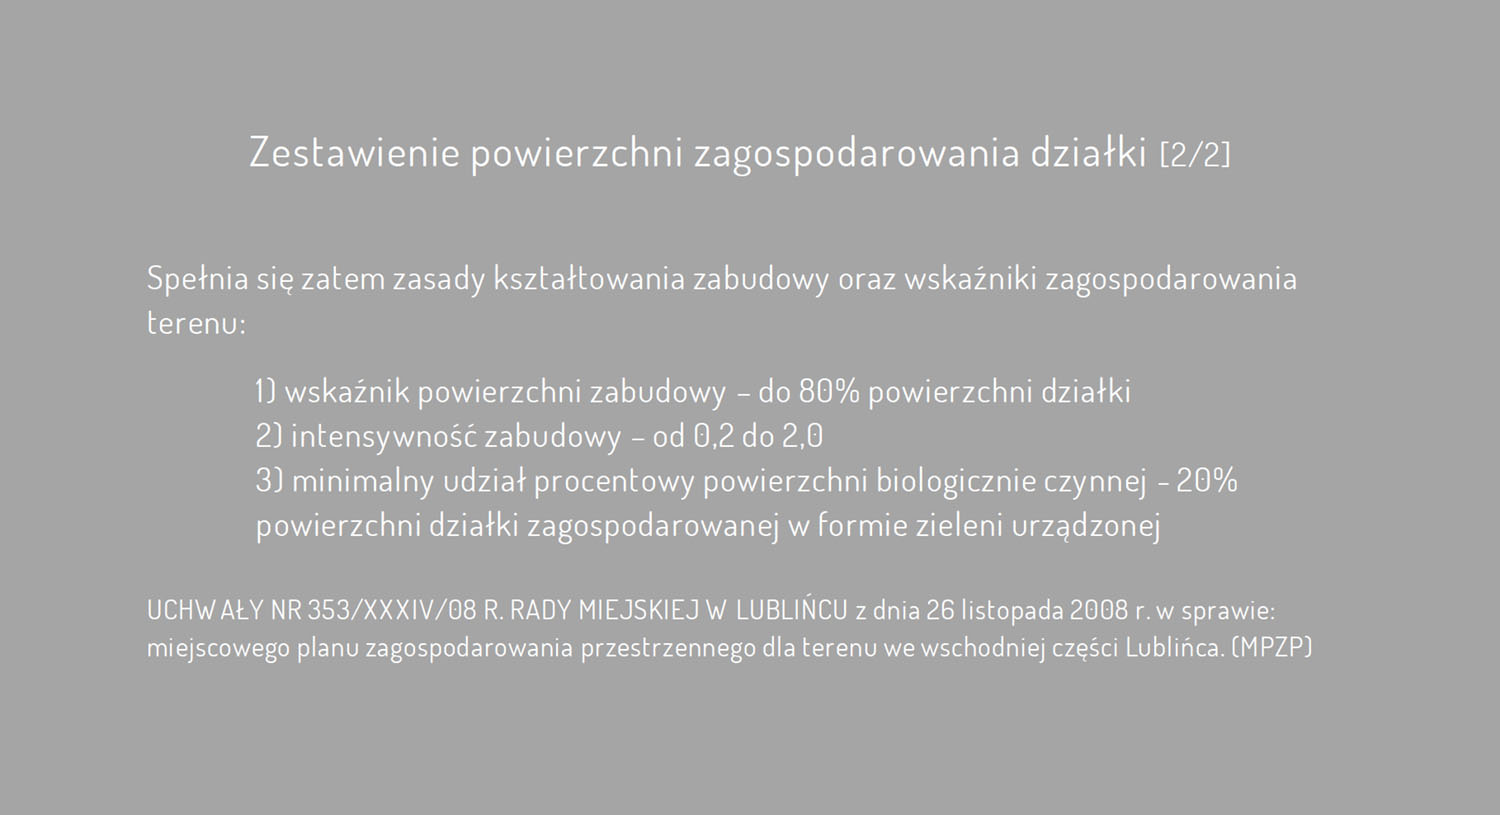 Zestawienie powierzchni zagospodarowania działki [2/2]
Spełnia się zatem zasady kształtowania zabudowy oraz wskaźniki zagospodarowania
terenu:
1) wskaźnik powierzchni zabudowy – do 80% powierzchni działki
2) intensywność zabudowy – od 0,2 do 2,0
3) minimalny udział procentowy powierzchni biologicznie czynnej - 20%
powierzchni działki zagospodarowanej w formie zieleni urządzonej
UCHWAŁY NR 353/XXXIV/08 R. RADY MIEJSKIEJ W LUBLIŃCU z dnia 26 listopada 2008 r. w sprawie:
miejscowego planu zagospodarowania przestrzennego dla terenu we wschodniej części Lublińca. (MPZP)